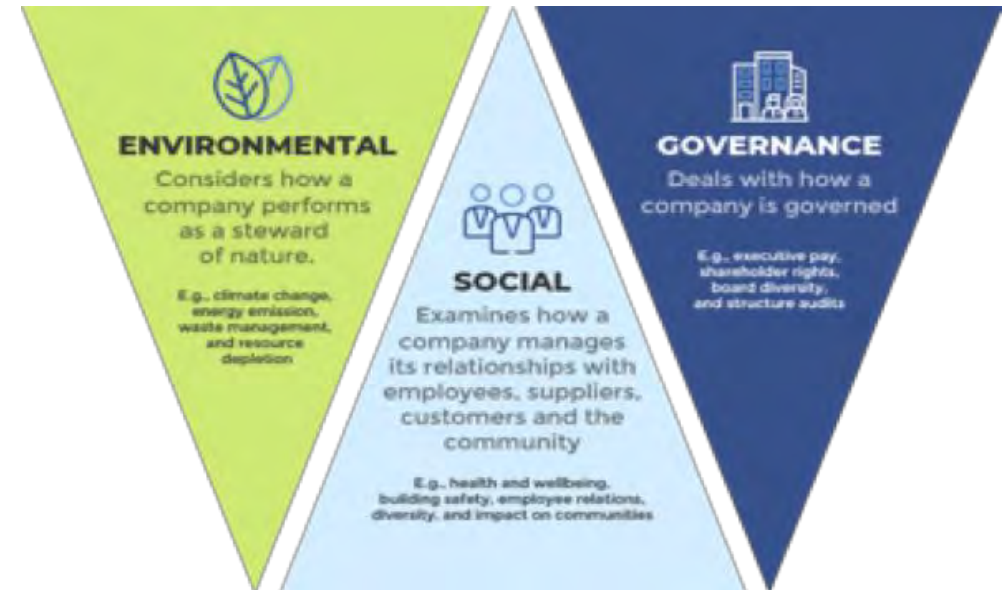 ENVIRONMENTAL
Considers how a
company performs
as a steward
of nature.
E.g., climate change,
energy emission,
waste management,
and resource
depletion
SOCIAL
Examines how a
company manages
its relationships with
employees, suppliers,
customers and the
community
E.g., health and wellbeing,
building safety, employee relations,
diversity, and impact on communities
GOVERNANCE
Deals with how a
company is governed
E.g., executive pay,
shareholder rights,
board diversity,
and structure audits